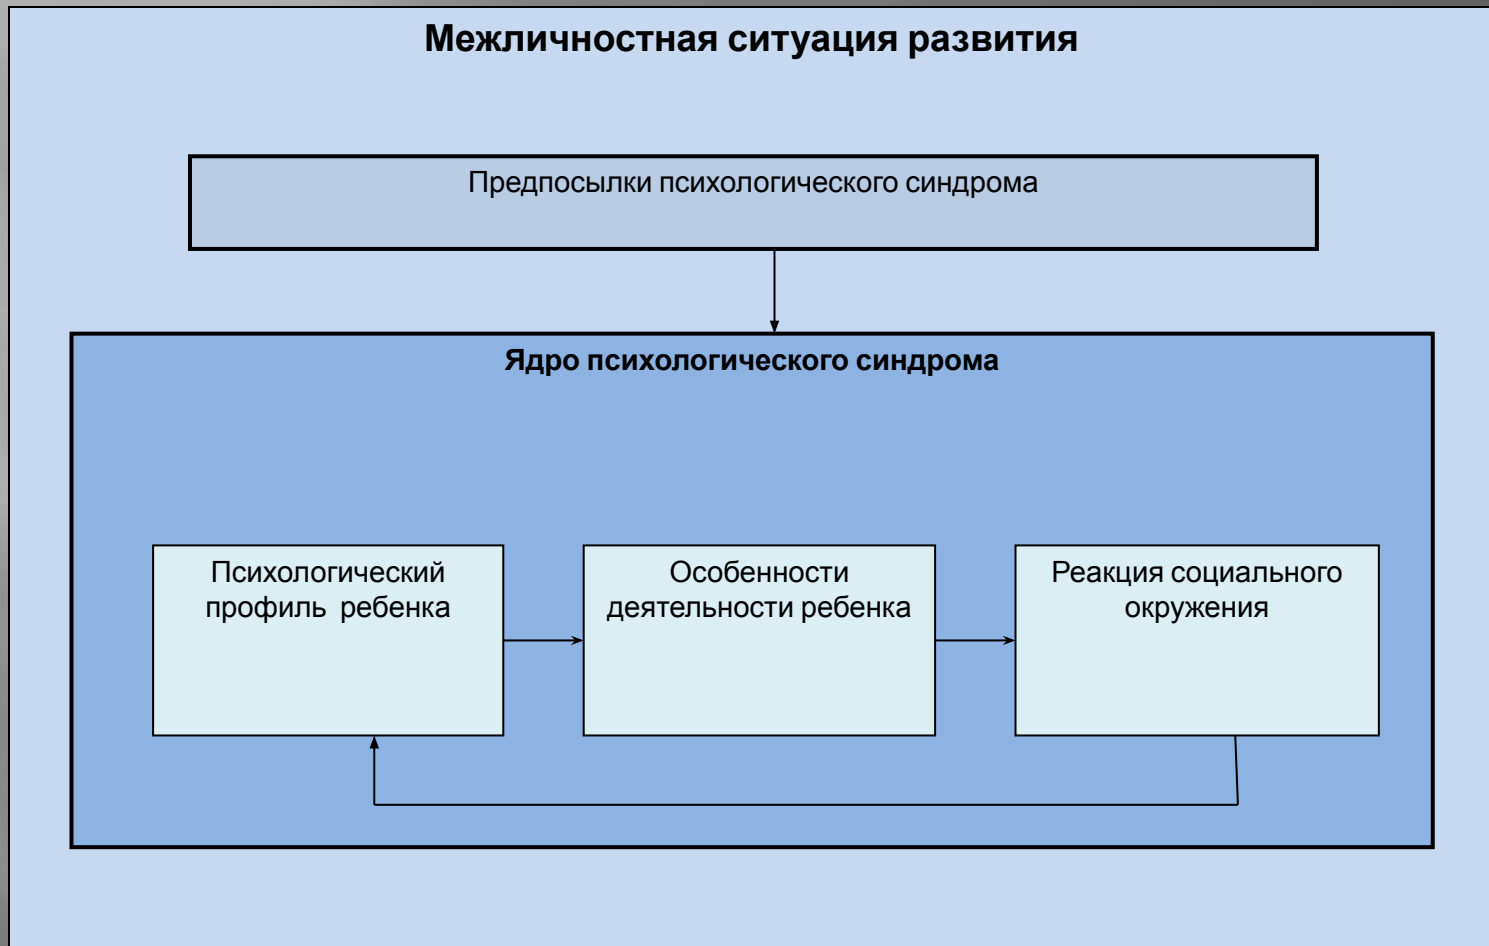 Межличностная ситуация развития
Предпосылки психологического синдрома
Ядро психологического синдрома
Психологический
профиль ребенка
Особенности
деятельности ребенка
Реакция социального
окружения